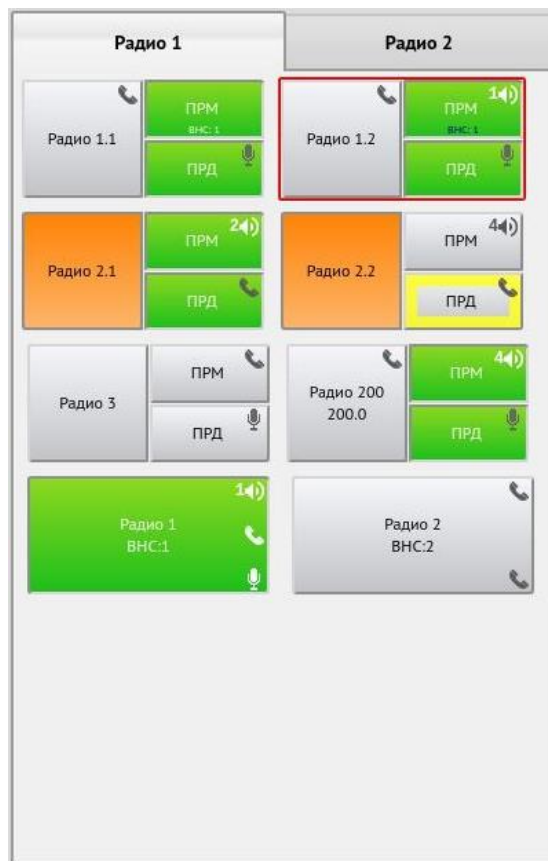 Радио 1
Радио 2
Радио 1.1
ПРМ
ВНС: 1
ПРД
Радио 1.2
1
ПРМ
ВНС: 1
ПРД
Радио 2.1
2
ПРМ
ПРД
Радио 2.2
4
ПРМ
ПРД
Радио 3
ПРМ
ПРД
Радио 200
200.0
4
ПРМ
ПРД
1
Радио 1
ВНС:1
Радио 2
ВНС:2